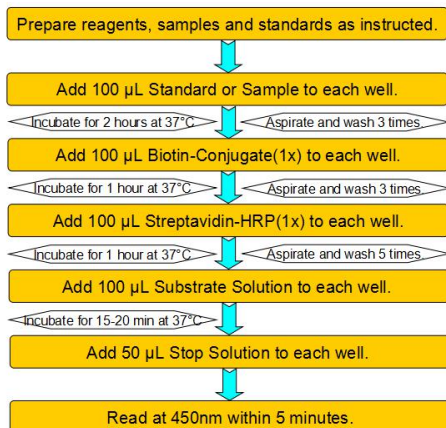 Prepare reagents, samples and standards as instructed.
Add 100 µL Standard or Sample to each well.
Incubate for 2 hours at 37°C
Aspirate and wash 3 times.
Add 100 µL Biotin-Conjugate(1x) to each well.
Incubate for 1 hour at 37°C
Aspirate and wash 3 times.
Add 100 µL Streptavidin-HRP(1x) to each well.
Incubate for 1 hour at 37°C
Aspirate and wash 5 times.
Add 100 µL Substrate Solution to each well.
Incubate for 15-20 min at 37°C
Add 50 µL Stop Solution to each well.
Read at 450nm within 5 minutes.